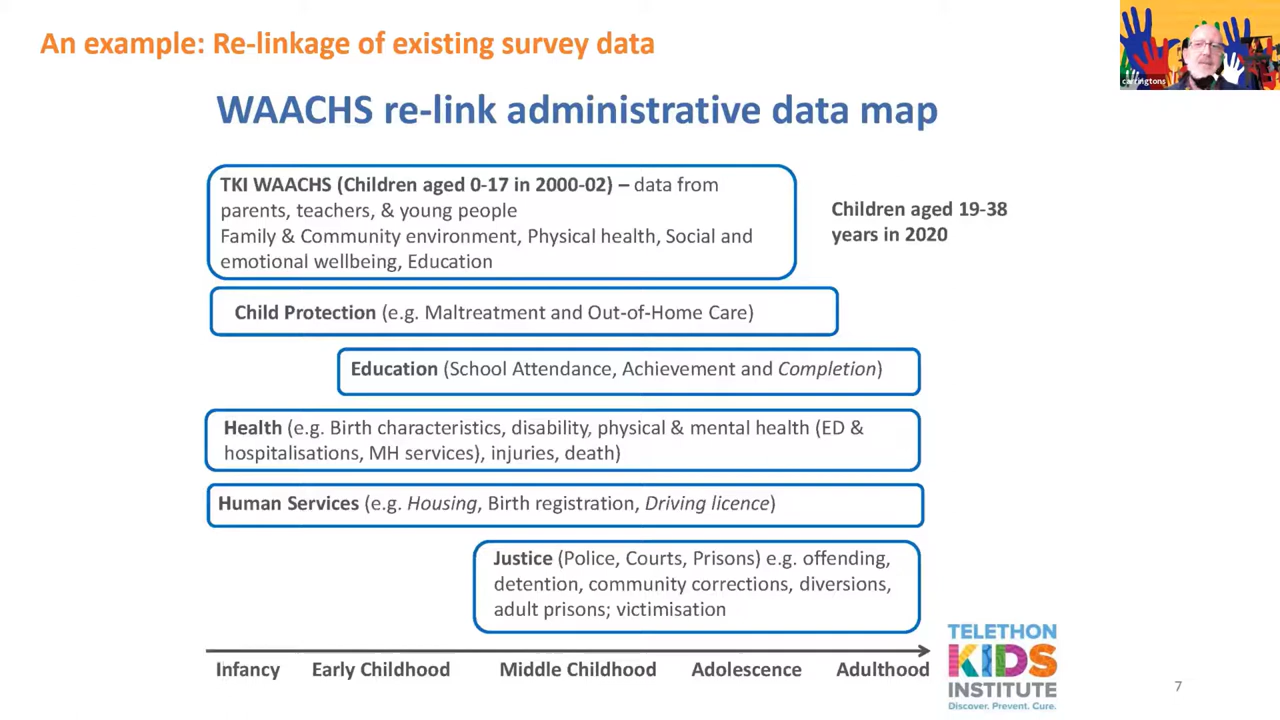 An example: Re-linkage of existing survey data
carringtons
WAACHS re-link administrative data map
TKI WAACHS (Children aged 0-17 in 2000-02) – data from
parents, teachers, & young people
Family & Community environment, Physical health, Social and
emotional wellbeing, Education
Children aged 19-38
years in 2020
Child Protection (e.g. Maltreatment and Out-of-Home Care)
Education (School Attendance, Achievement and Completion)
Health (e.g. Birth characteristics, disability, physical & mental health (ED &
hospitalisations, MH services), injuries, death)
Human Services (e.g. Housing, Birth registration, Driving licence)
Justice (Police, Courts, Prisons) e.g. offending,
detention, community corrections, diversions,
adult prisons; victimisation
Infancy Early Childhood Middle Childhood Adolescence Adulthood
TELETHON
KIDS
INSTITUTE
Discover. Prevent. Cure.
7